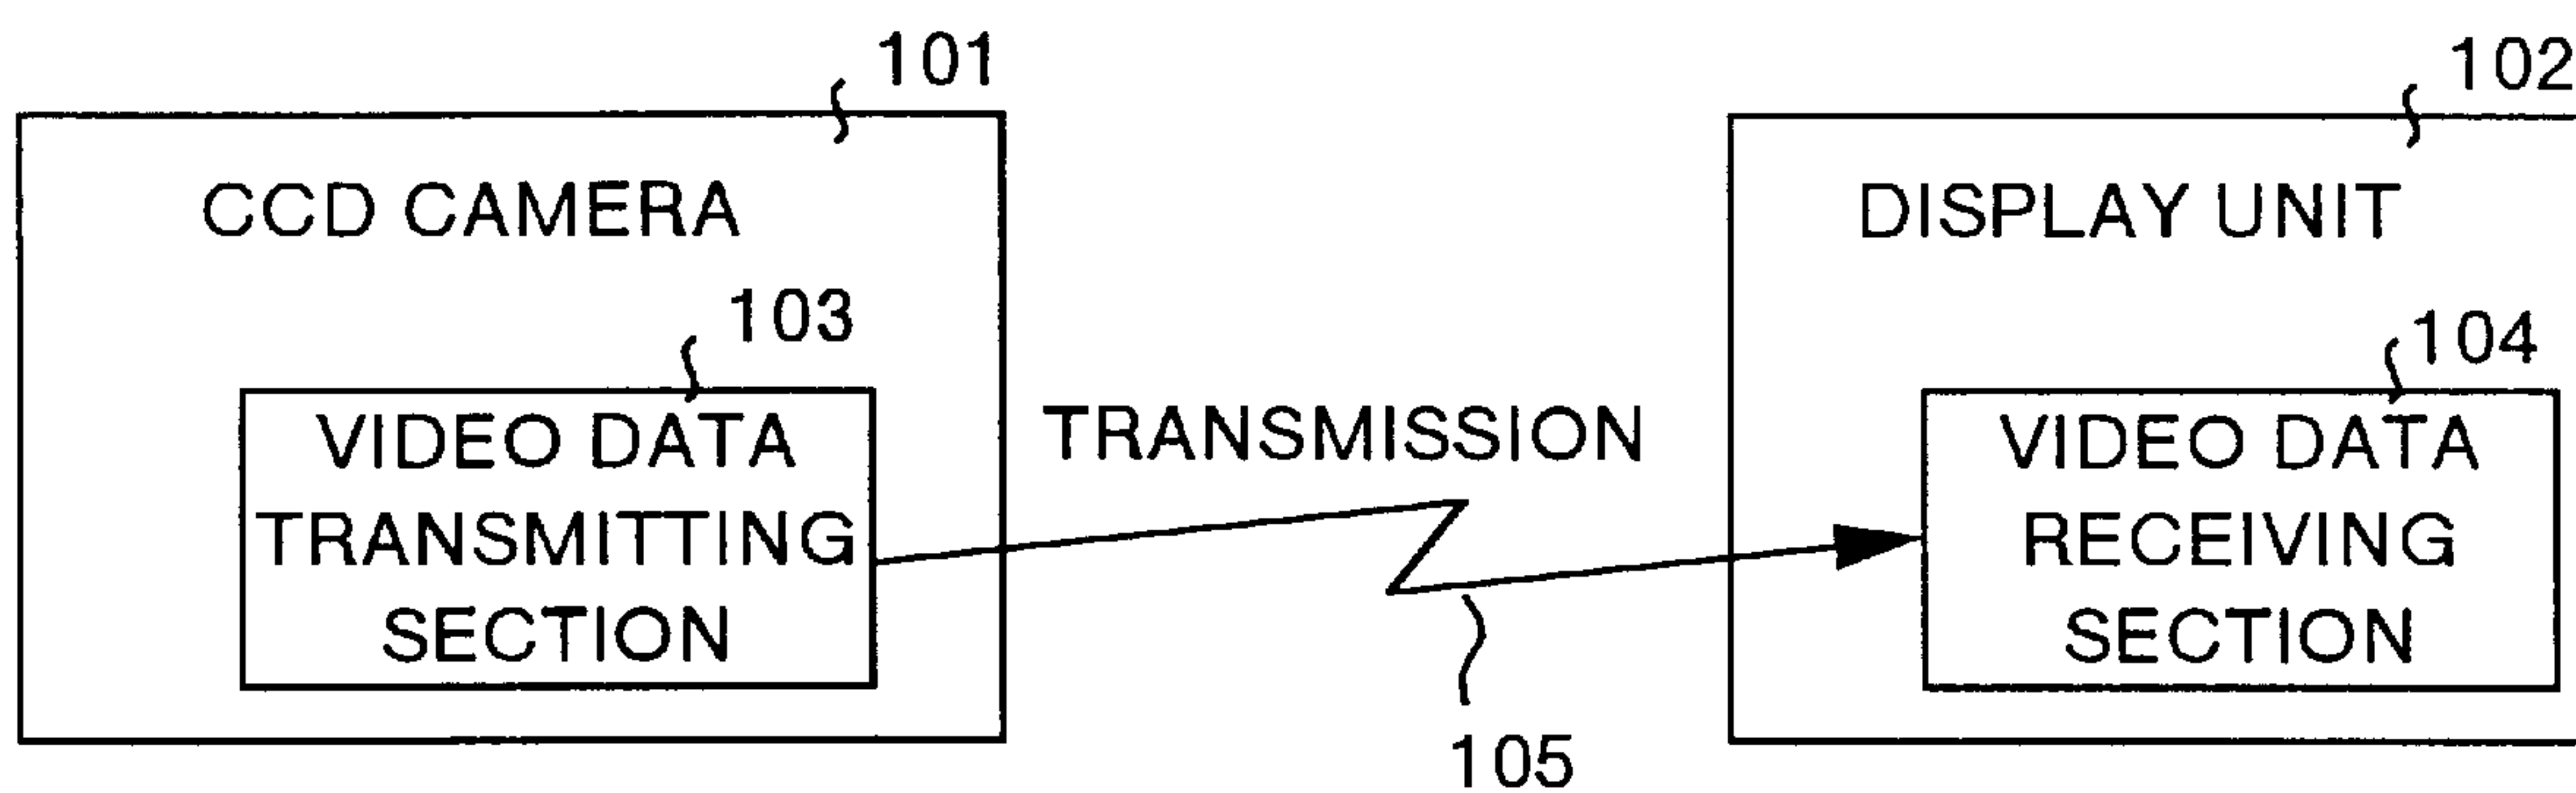 101
102
CCD CAMERA
DISPLAY UNIT
103
104
VIDEO DATA
TRANSMITTING
SECTION
TRANSMISSION
VIDEO DATA
RECEIVING
SECTION
105